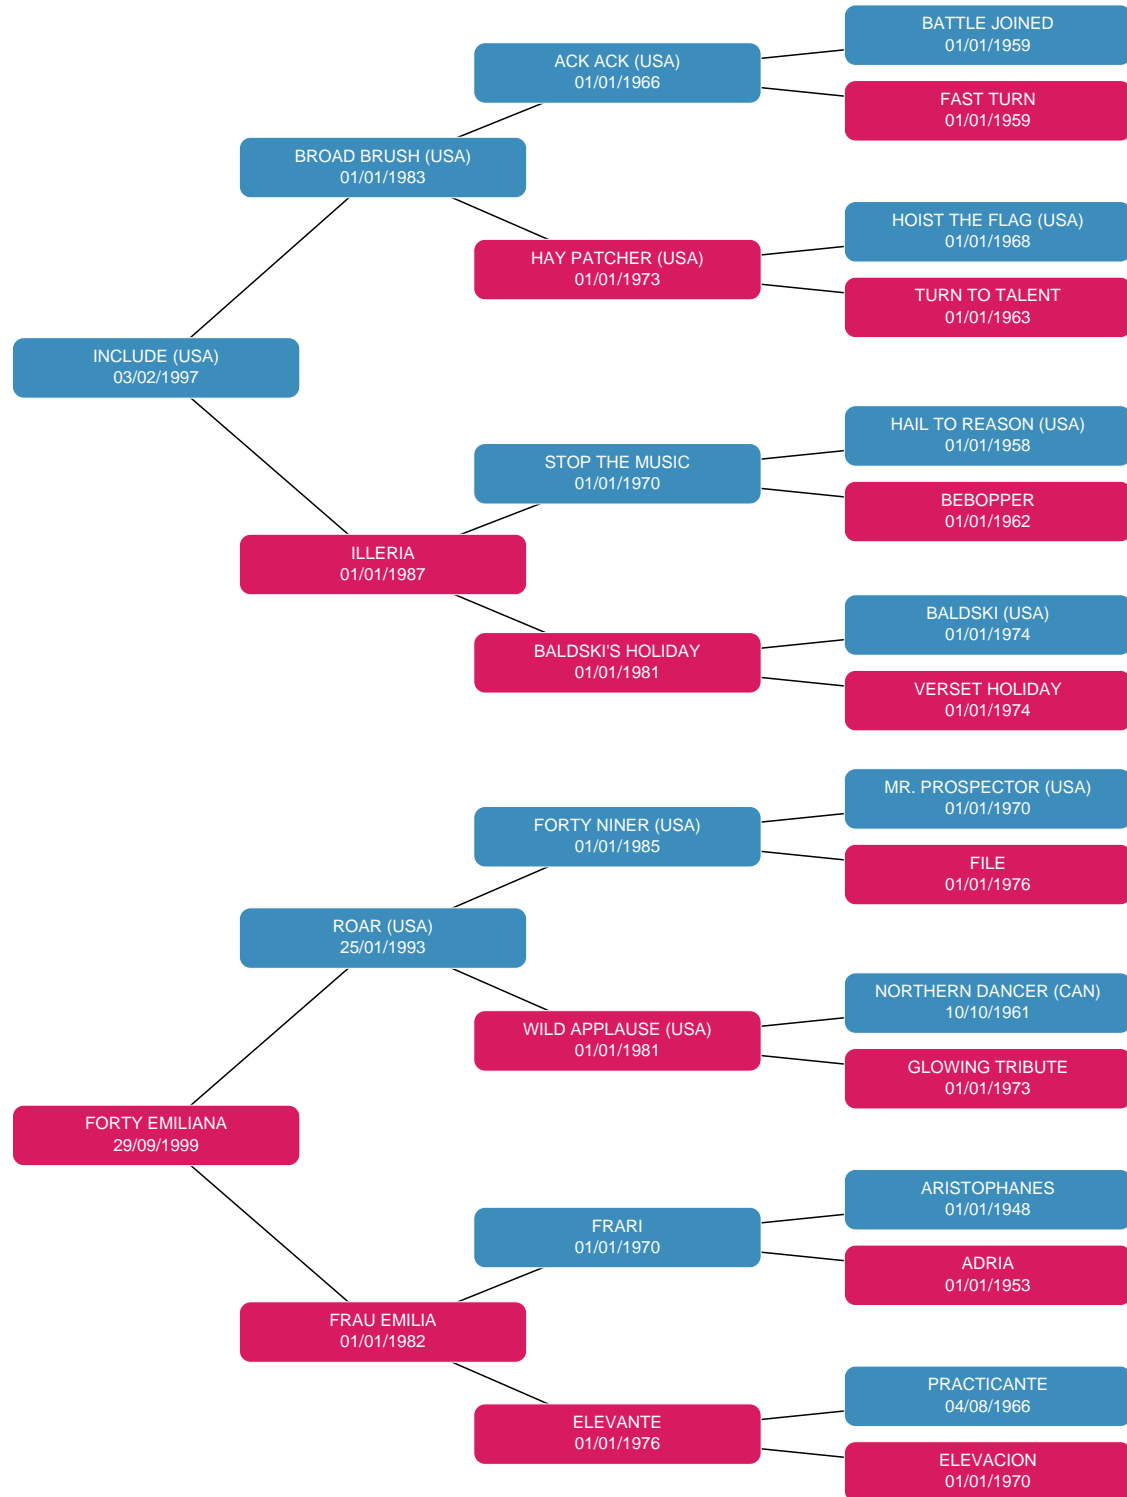 BATTLE JOINED
01/01/1959
ACK ACK (USA)
01/01/1966
FAST TURN
01/01/1959
BROAD BRUSH (USA)
01/01/1983
HOIST THE FLAG (USA)
01/01/1968
HAY PATCHER (USA)
01/01/1973
TURN TO TALENT
01/01/1963
INCLUDE (USA)
03/02/1997
HAIL TO REASON (USA)
01/01/1958
STOP THE MUSIC
01/01/1970
BEBOPPER
01/01/1962
ILLERIA
01/01/1987
BALDSKI (USA)
01/01/1974
BALDSKI'S HOLIDAY
01/01/1981
VERSET HOLIDAY
01/01/1974
MR. PROSPECTOR (USA)
01/01/1970
FORTY NINER (USA)
01/01/1985
FILE
01/01/1976
ROAR (USA)
25/01/1993
NORTHERN DANCER (CAN)
10/10/1961
WILD APPLAUSE (USA)
01/01/1981
GLOWING TRIBUTE
01/01/1973
FORTY EMILIANA
29/09/1999
ARISTOPHANES
01/01/1948
FRARI
01/01/1970
ADRIA
01/01/1953
FRAU EMILIA
01/01/1982
PRACTICANTE
04/08/1966
ELEVANTE
01/01/1976
ELEVACION
01/01/1970